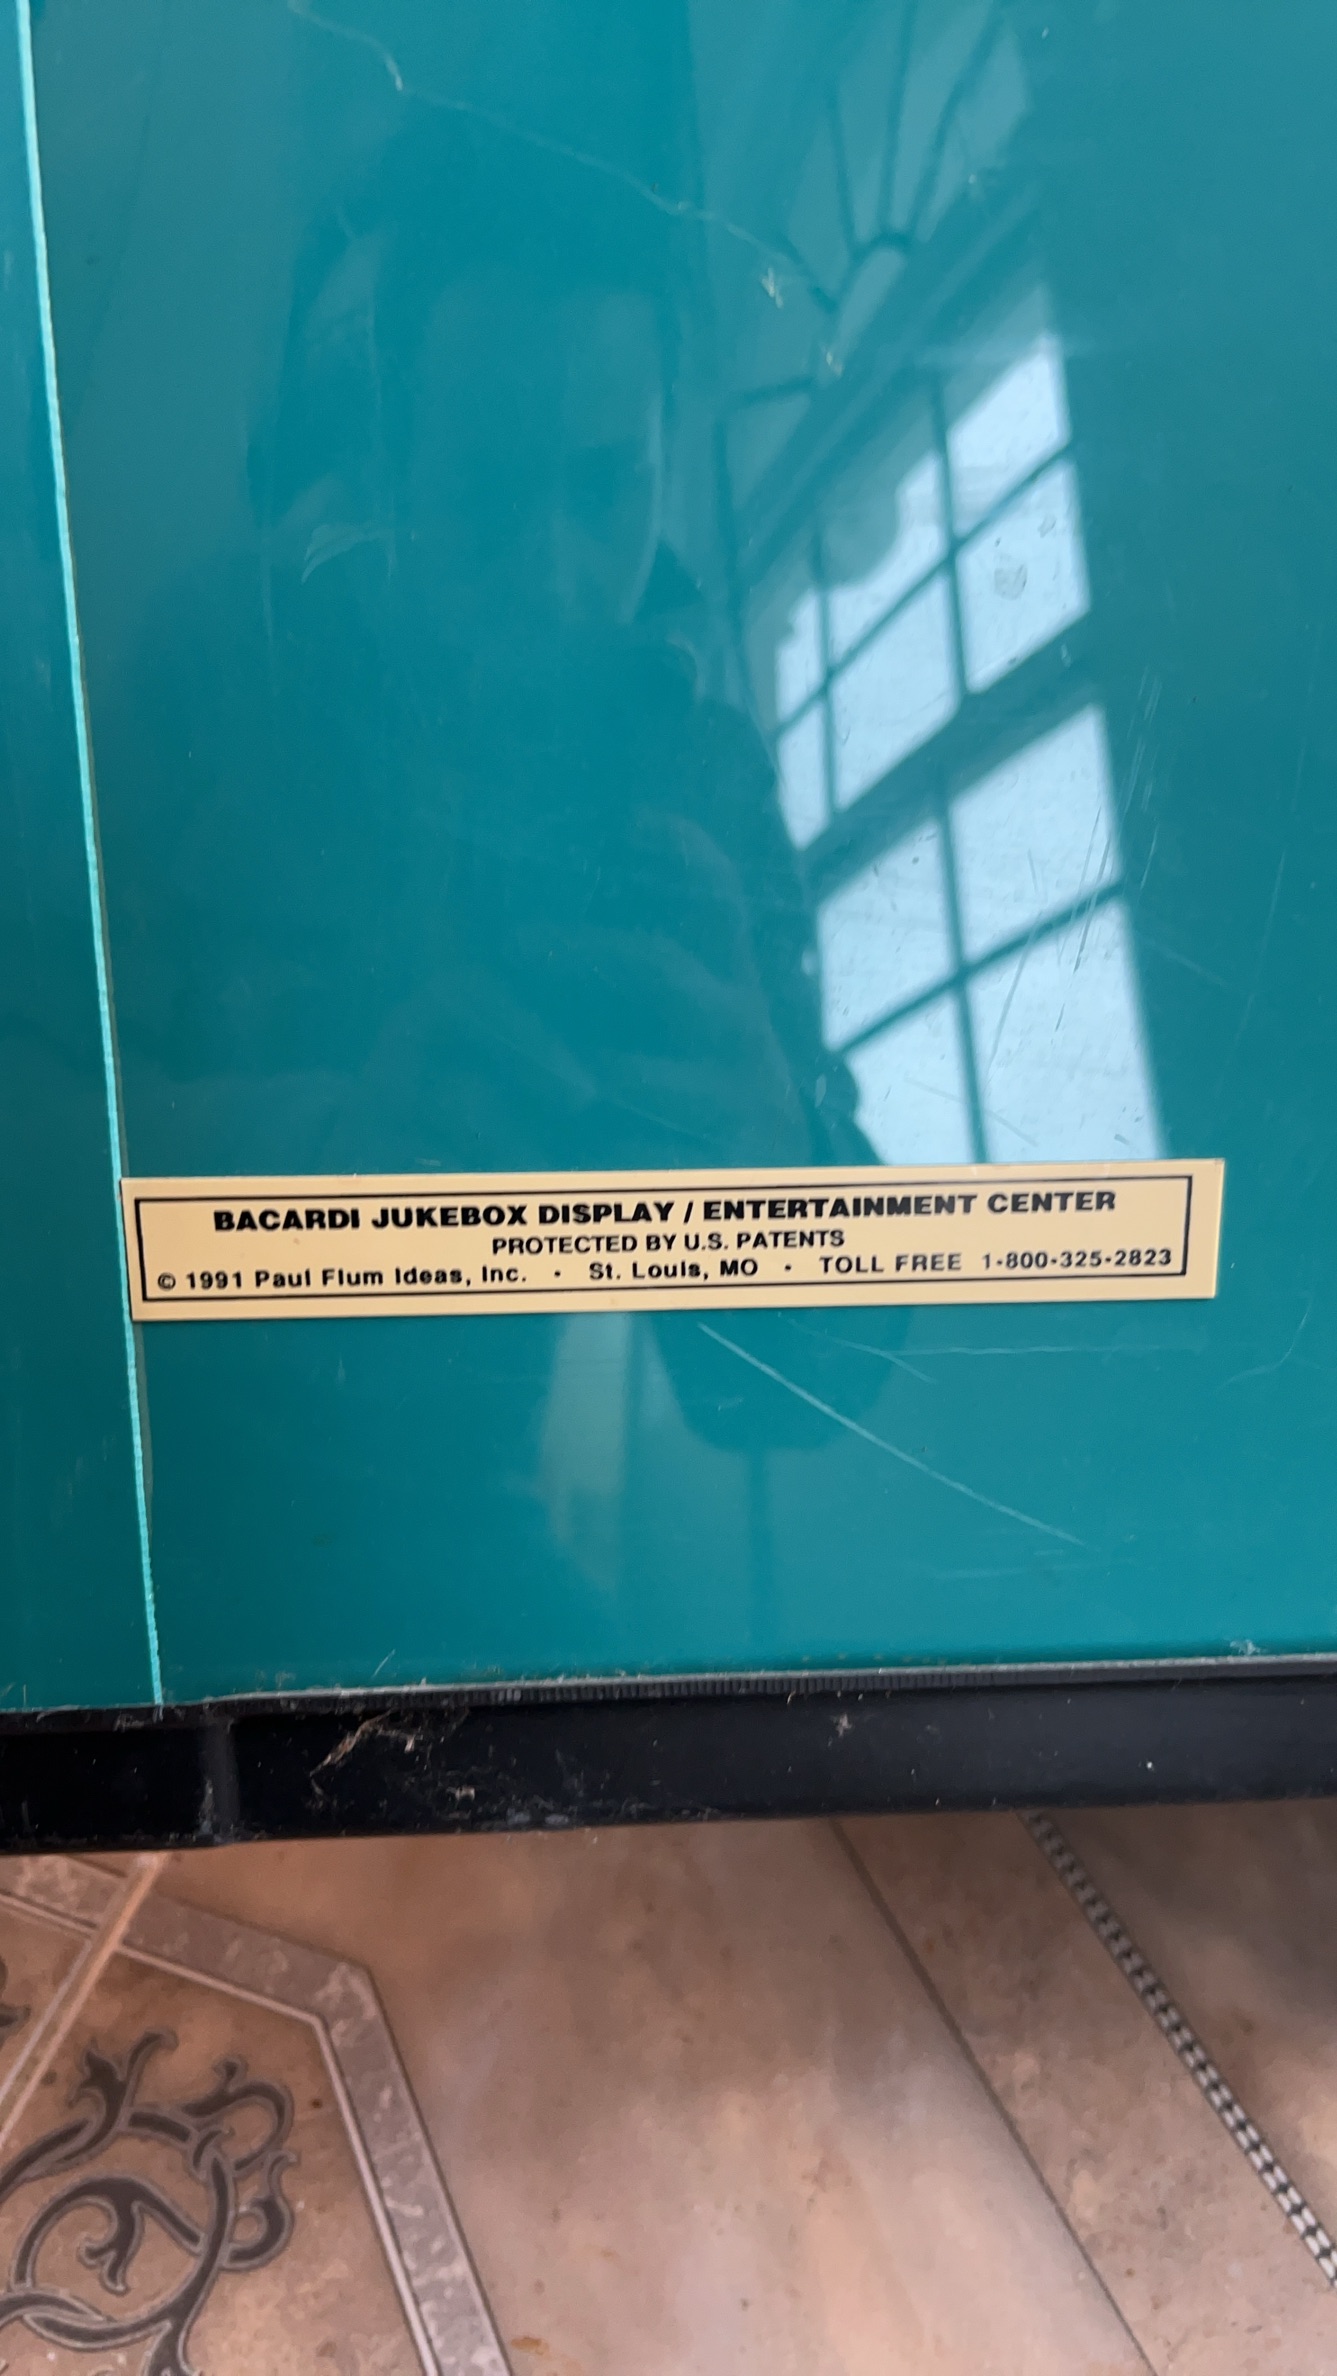 BACARDI JUKEBOX DISPLAY / ENTERTAINMENT CENTER
PROTECTED BY U.S. PATENTS
© 1991 Paul Flum Ideas, Inc. • St. Louis, MO • TOLL FREE 1-800-325-2823